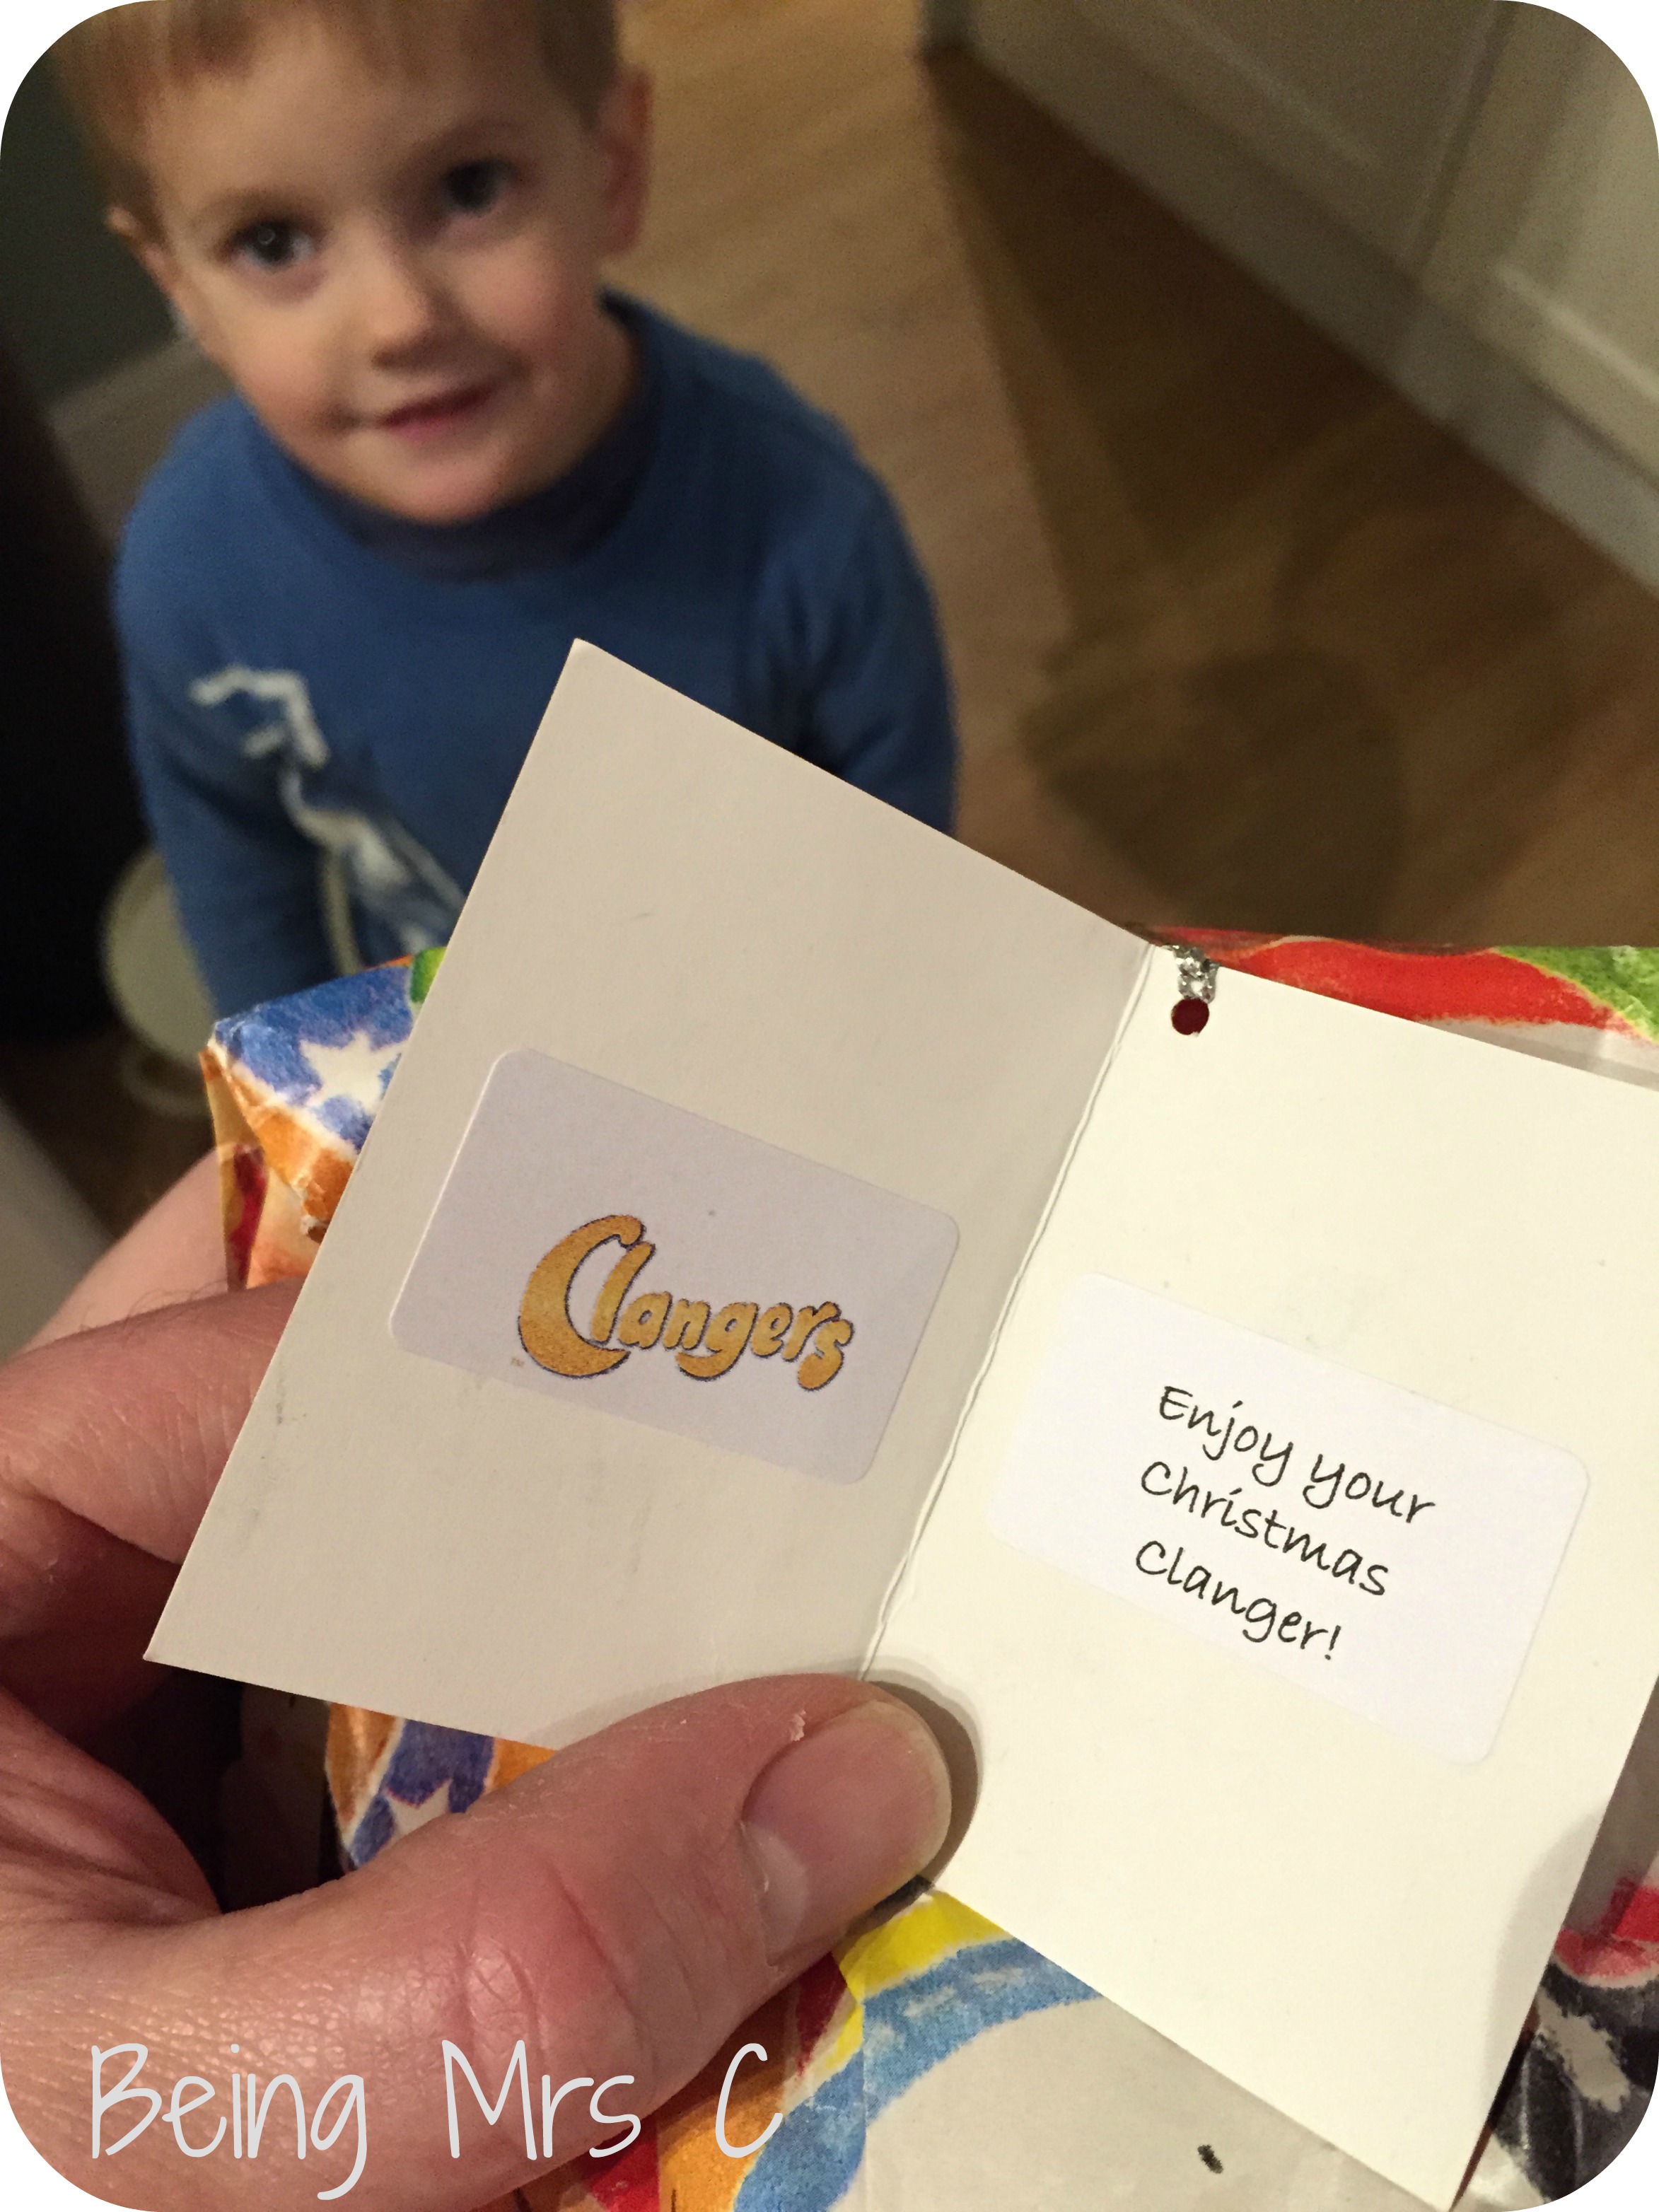 Clangers
Enjoy your
Christmas
Clanger!
Being Mrs C